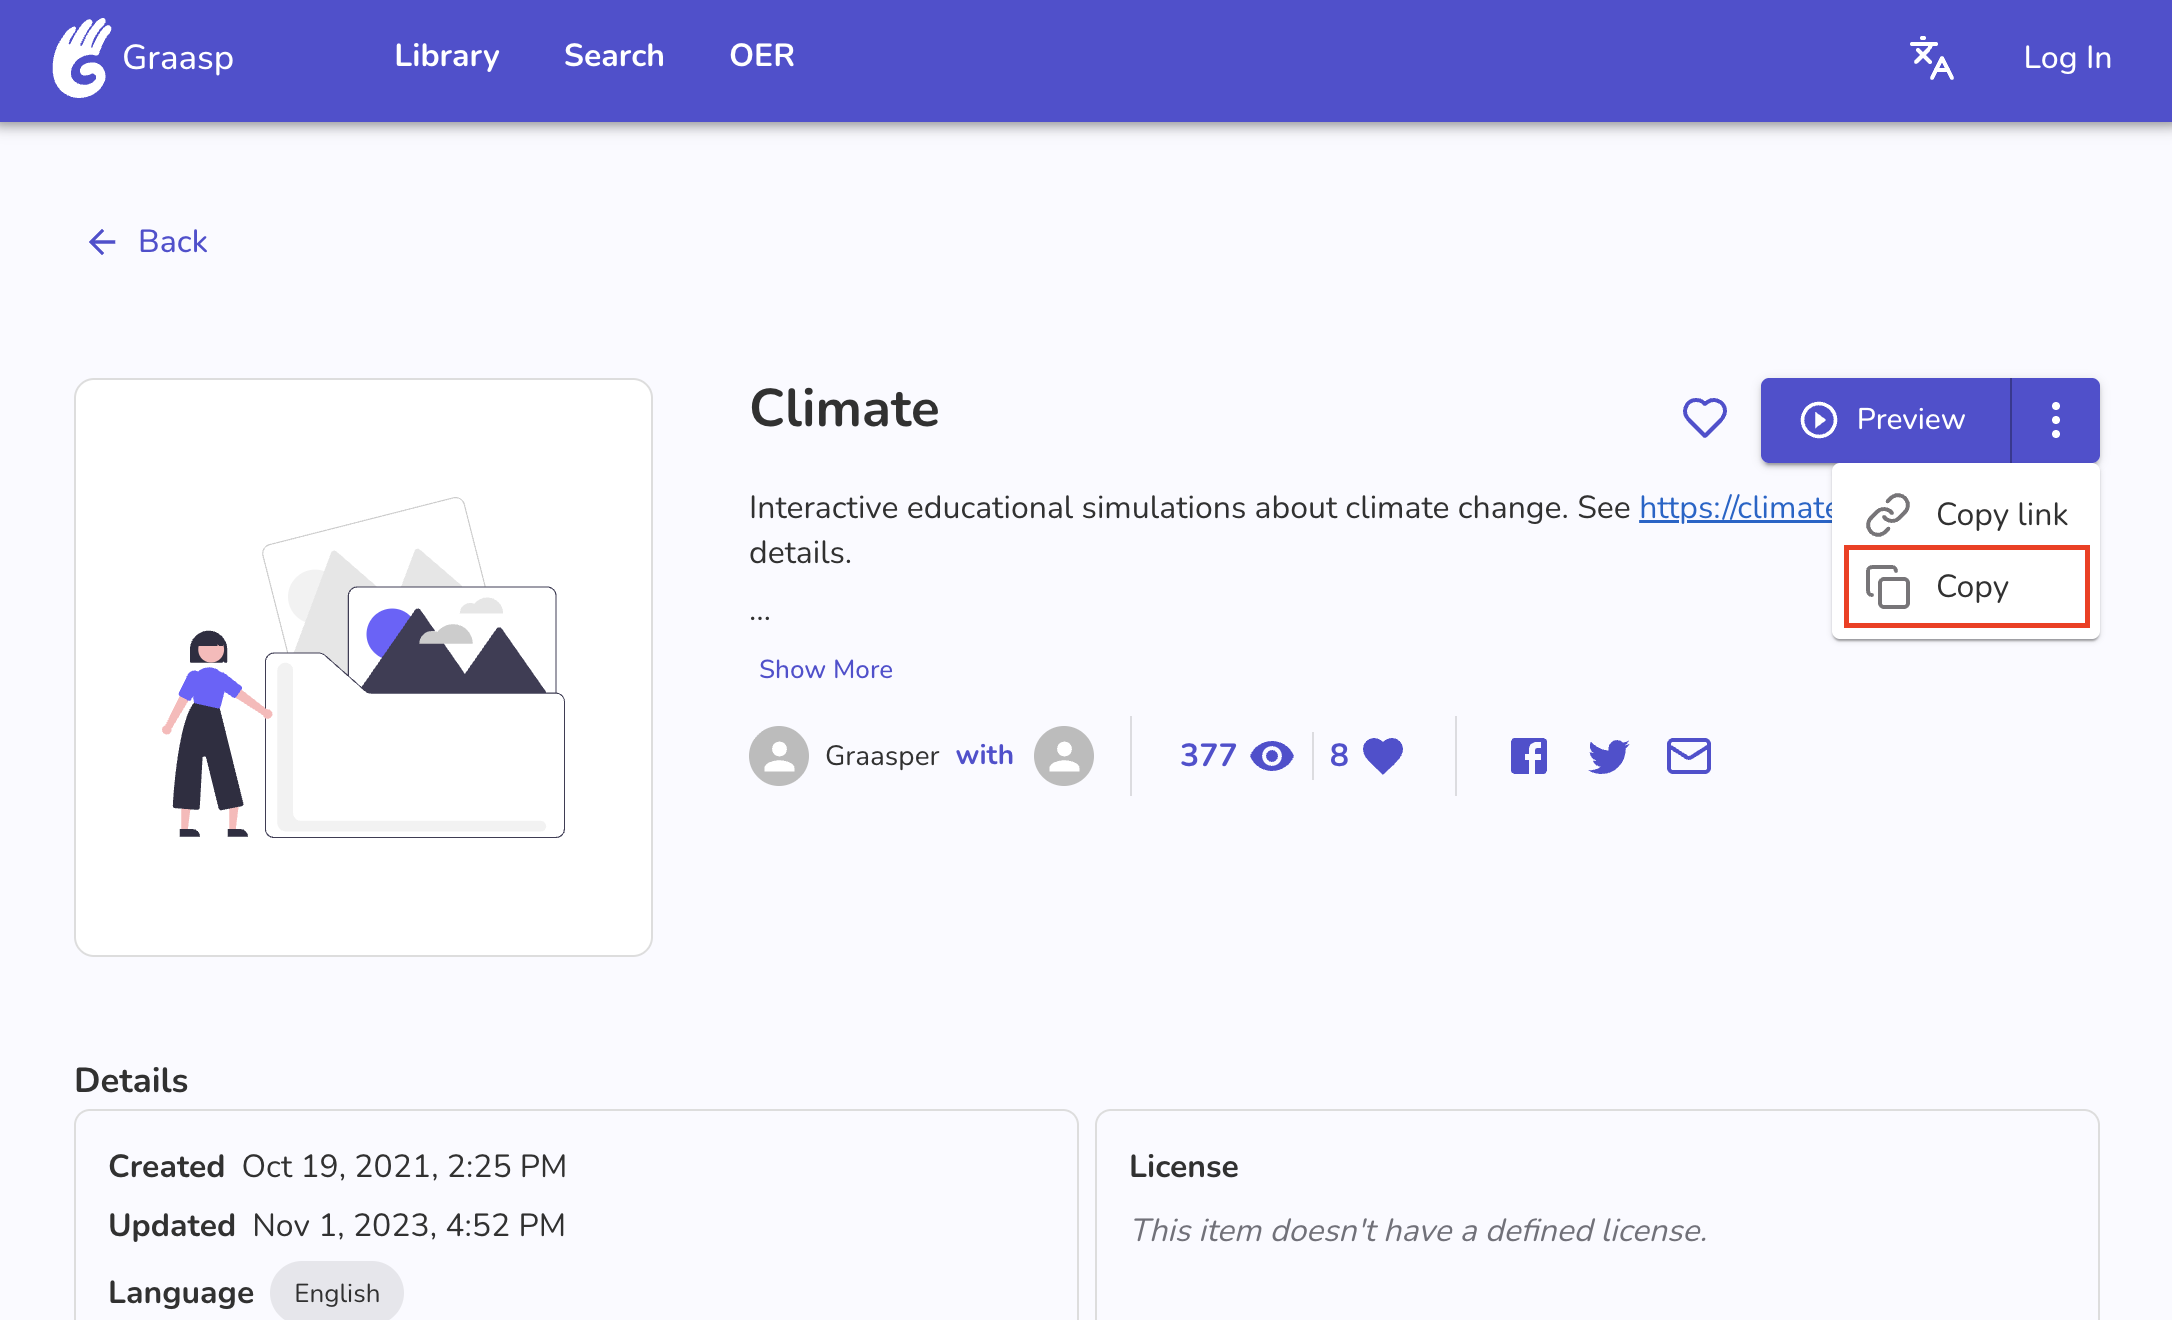 Graasp
Library
Search
OER
Log In
Back
Climate
Preview
Interactive educational simulations about climate change. See https://climate
details.
...
Copy link
Copy
Show More
Graasper with
377
8
Details
Created Oct 19, 2021, 2:25 PM
Updated Nov 1, 2023, 4:52 PM
Language English
License
This item doesn't have a defined license.